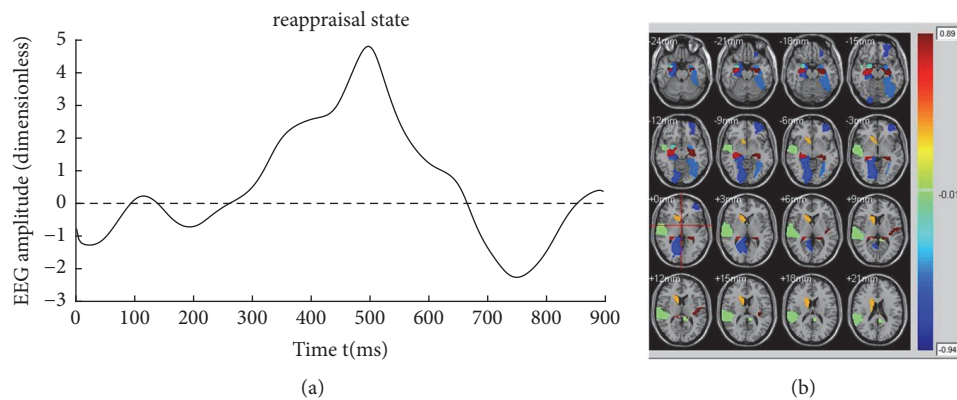 reappraisal state
EEG amplitude (dimensionless)
5
4
3
2
1
0
−1
−2
−3
0 100 200 300 400 500 600 700 800 900
Time t(ms)
(a)
-24mm -21mm -18mm -15mm
-12mm -9mm -6mm -3mm
+0mm +3mm +6mm +9mm
+12mm +15mm +18mm +21mm
0.89
-0.01
-0.94
(b)